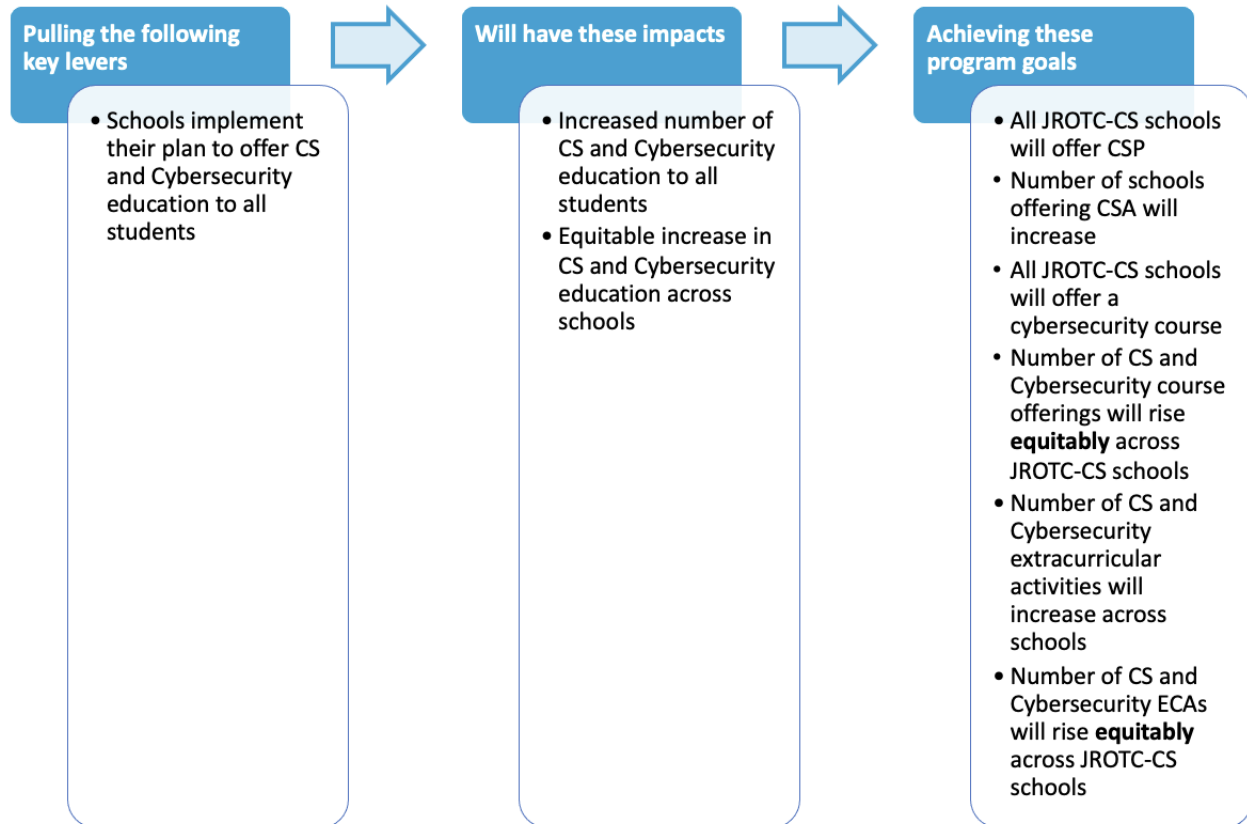 Pulling the following
key levers
• Schools implement
their plan to offer CS
and Cybersecurity
education to all
students
Will have these impacts
• Increased number of
CS and Cybersecurity
education to all
students
• Equitable increase in
CS and Cybersecurity
education across
schools
Achieving these
program goals
• All JROTC-CS schools
will offer CSP
• Number of schools
offering CSA will
increase
• All JROTC-CS schools
will offer a
cybersecurity course
• Number of CS and
Cybersecurity course
offerings will rise
equitably across
JROTC-CS schools
• Number of CS and
Cybersecurity
extracurricular
activities will
increase across
schools
• Number of CS and
Cybersecurity ECAs
will rise equitably
across JROTC-CS
schools